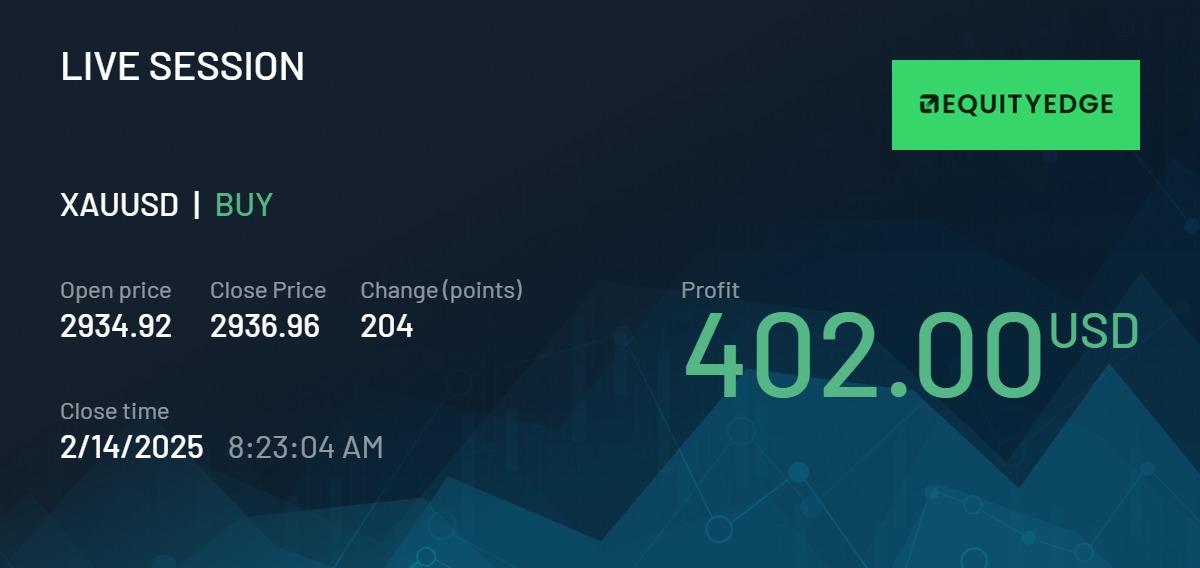 LIVE SESSION
EQUITYEDGE
XAUUSD | BUY
Open price Close Price Change (points) Profit
2934.92 2936.96 204 402.00 USD
Close time
2/14/2025 8:23:04 AM